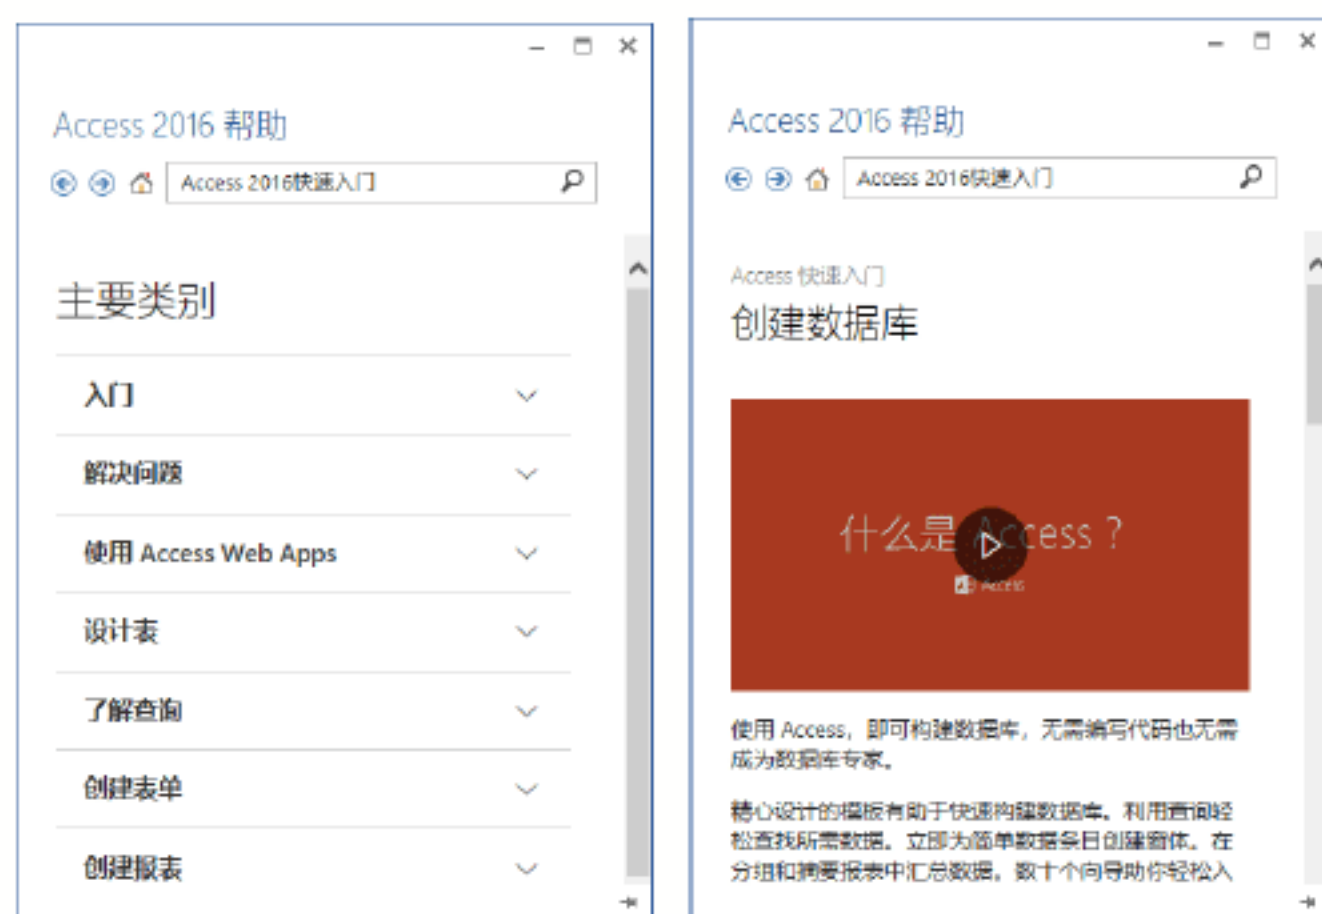 Access 2016 帮助
Access 2016快速入门
主要类别
入门
解决问题
使用 Access Web Apps
设计表
了解查询
创建表单
创建报表
Access 2016 帮助
Access 2016快速入门
Access 快速入门
创建数据库
什么是 Access？
Access
使用 Access，即可构建数据库，无需编写代码也无需
成为数据库专家。
精心设计的模板有助于快速构建数据库。利用查询轻
松查找所需数据。立即为简单数据条目创建窗体。在
分组和摘要报表中汇总数据。数十个向导助你轻松入